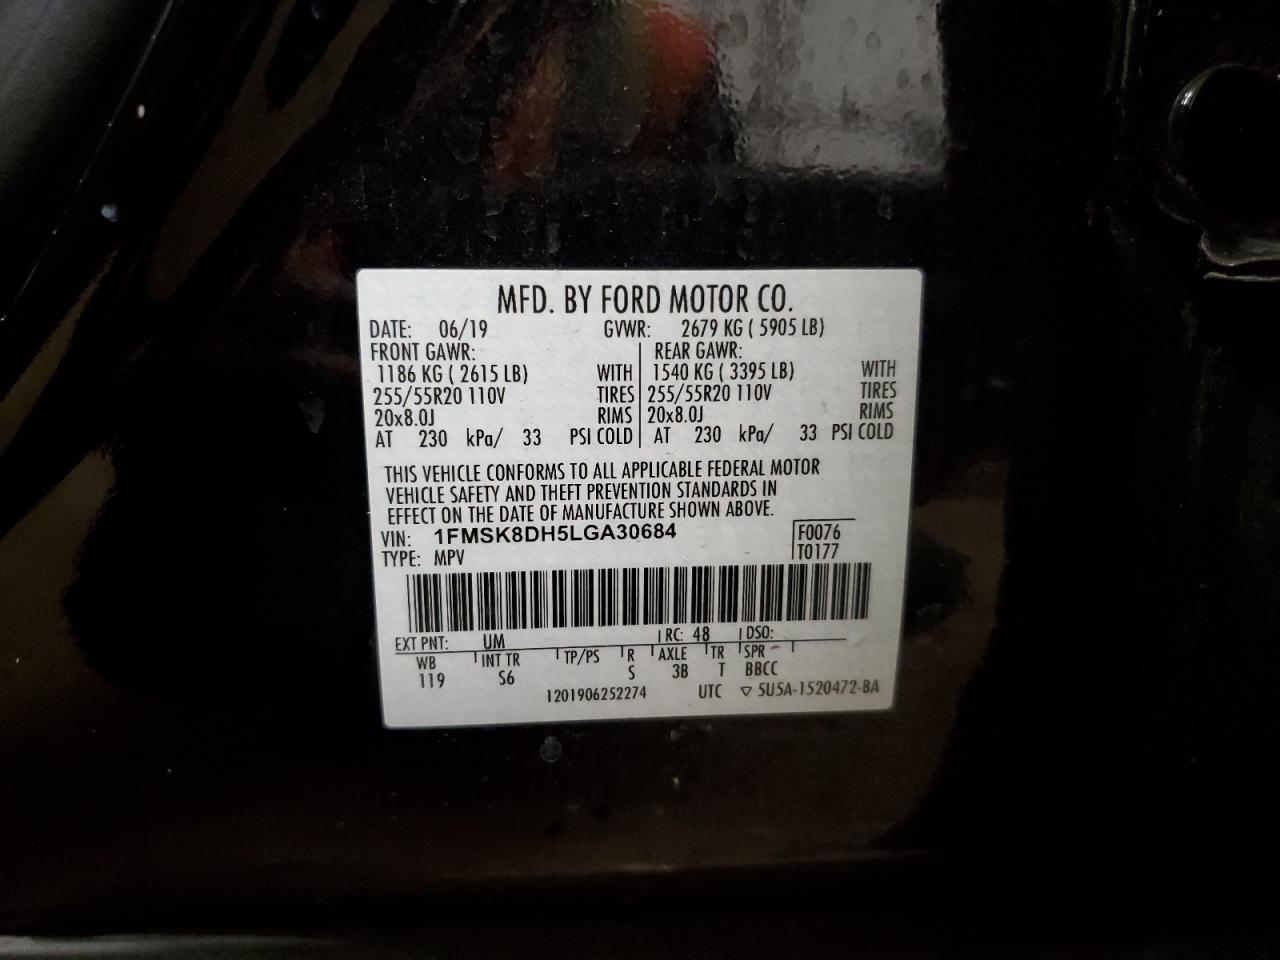 MFD. BY FORD MOTOR CO.
DATE: 06/19 GVWR: 2679 KG ( 5905 LB)
FRONT GAWR: REAR GAWR:
1186 KG ( 2615 LB) WITH 1540 KG ( 3395 LB) WITH
255/55R20 110V TIRES 255/55R20 110V TIRES
20x8.0J RIMS 20x8.0J RIMS
AT 230 kPa/ 33 PSI COLD AT 230 kPa/ 33 PSI COLD
THIS VEHICLE CONFORMS TO ALL APPLICABLE FEDERAL MOTOR
VEHICLE SAFETY AND THEFT PREVENTION STANDARDS IN
EFFECT ON THE DATE OF MANUFACTURE SHOWN ABOVE.
VIN: 1FMSK8DH5LGA30684 F0076
TYPE: MPV T0177
EXT PNT: UM RC: 48 DSO:
WB INT TR TP/PS R AXLE TR SPR
119 S6 S 3B T BBCC
1201906252274 UTC ▽ 5U5A-1520472-BA